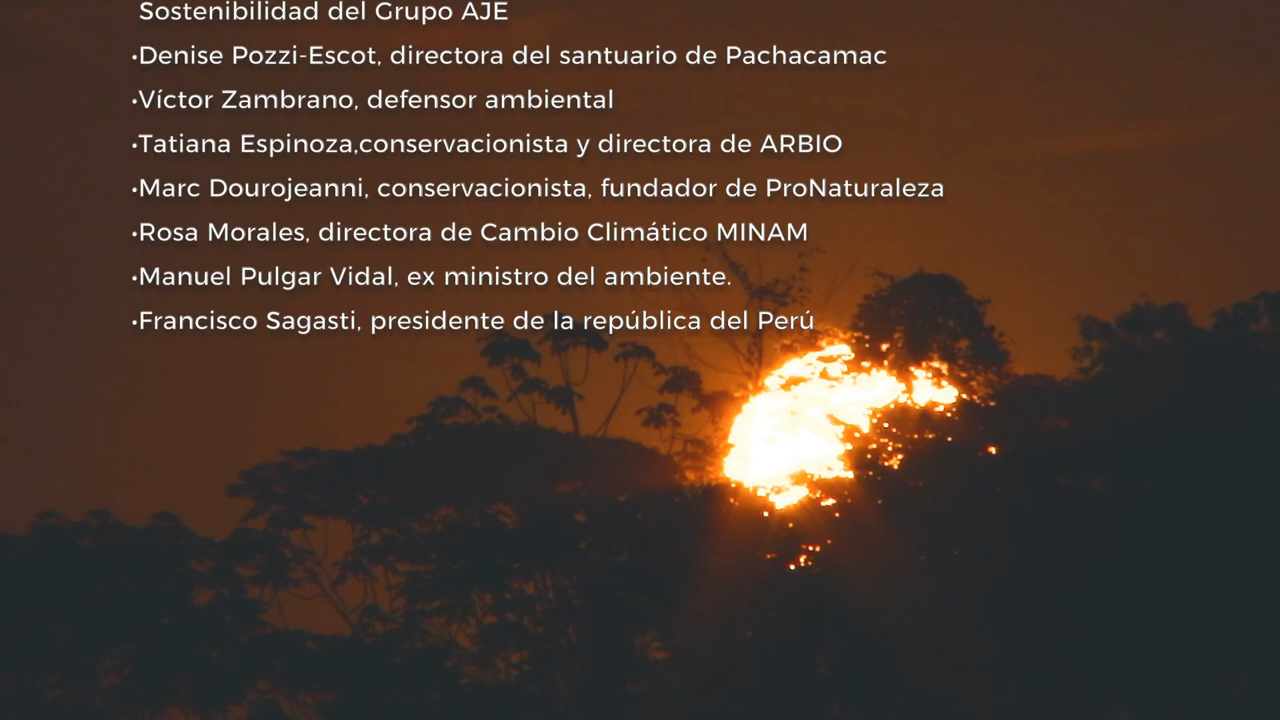 Sostenibilidad del Grupo AJE
•Denise Pozzi-Escot, directora del santuario de Pachacamac
•Víctor Zambrano, defensor ambiental
•Tatiana Espinoza,conservacionista y directora de ARBIO
•Marc Dourojeanni, conservacionista, fundador de ProNaturaleza
•Rosa Morales, directora de Cambio Climático MINAM
•Manuel Pulgar Vidal, ex ministro del ambiente.
•Francisco Sagasti, presidente de la república del Perú